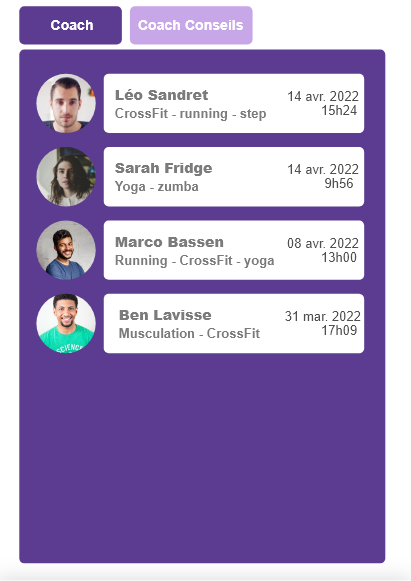 Coach
Coach Conseils
Léo Sandret
14 avr. 2022
CrossFit - running - step
15h24
Sarah Fridge
14 avr. 2022
Yoga - zumba
9h56
Marco Bassen
08 avr. 2022
Running - CrossFit - yoga
13h00
Ben Lavisse
31 mar. 2022
Musculation - CrossFit
17h09
SCIENCE